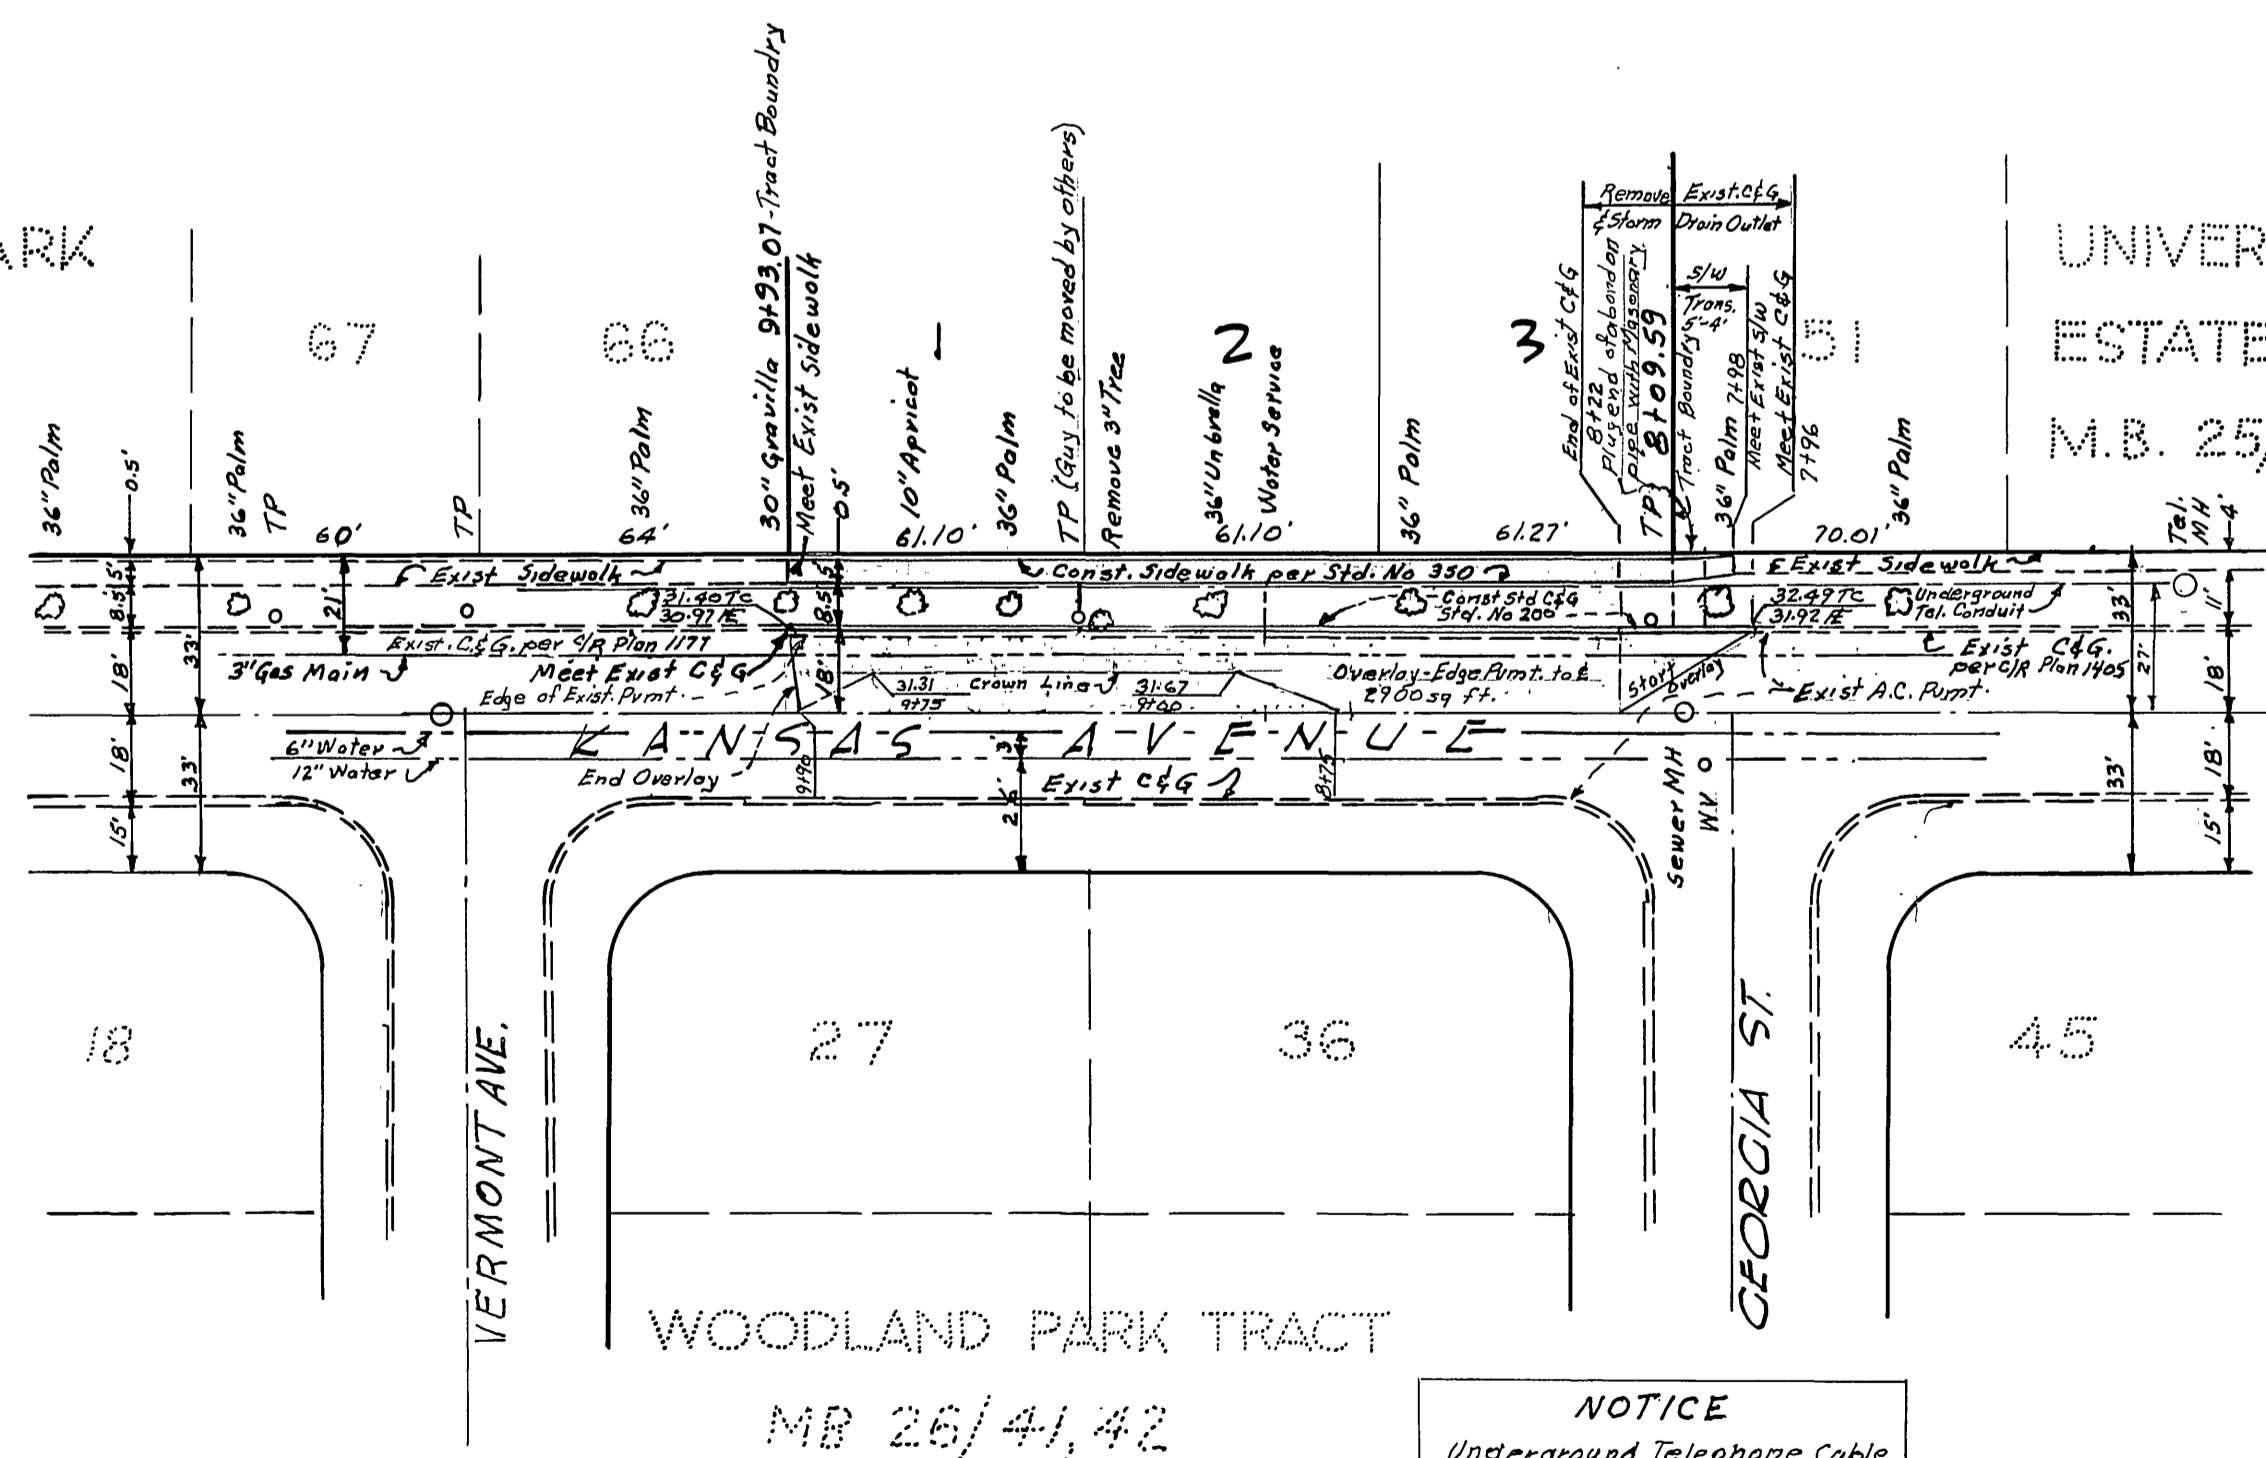 ARK
67
66
1
2
3
51
UNIVER
ESTATE
M.B. 25/
36" Palm
0.5'
36" Palm
TP
60'
TP
36" Palm
64'
30" Gravilla 9+93.07-Tract Boundry
Meet Exist Sidewalk
0.5'
10" Apricot
61.10'
36" Palm
TP (Guy to be moved by others)
Remove 3" Tree
36" Unbrella
61.10'
Water Service
36" Palm
61.27'
End of Exist C&G
8+22
Plug end of abondon
pipe with Masonary
Remove Exist. C&G
& Storm Drain Outlet
TP
8+09.59
Tract Boundry
S/W
Trans.
5'-4'
36" Palm 7+98
Meet Exist S/W
Meet Exist C&G
7+96
70.01'
36" Palm
Tel.
MH
4'
5'
8.5'
18'
33'
21'
Exist Sidewalk
31.40 TC
30.97 FL
5'
8.5'
18"
Const. Sidewalk per Std. No 350
Const Std C&G
Std. No 200
Exist Sidewalk
32.49 TC
31.92 FL
Underground
Tel. Conduit
33'
11'
Exist. C.&G. per C/R Plan 1177
3" Gas Main
Meet Exist C&G
Edge of Exist. Pvmt.
31.31
9+75
Crown Line
31.67
9+00
Overlay-Edge Pvmt. to ℄
2900 sq ft.
Start Overlay
Exist A.C. Pvmt.
Exist C&G.
per C/R Plan 1405
27'
18'
KANSAS AVENUE
18'
33'
6" Water
12" Water
End Overlay
9+90
3'
Exist C&G
8+75
Sewer MH
W.V.
33'
18'
15'
15'
18
27
36
45
VERMONT AVE.
GEORGIA ST.
WOODLAND PARK TRACT
MB 26/41,42
NOTICE
Underground Telephone Cable